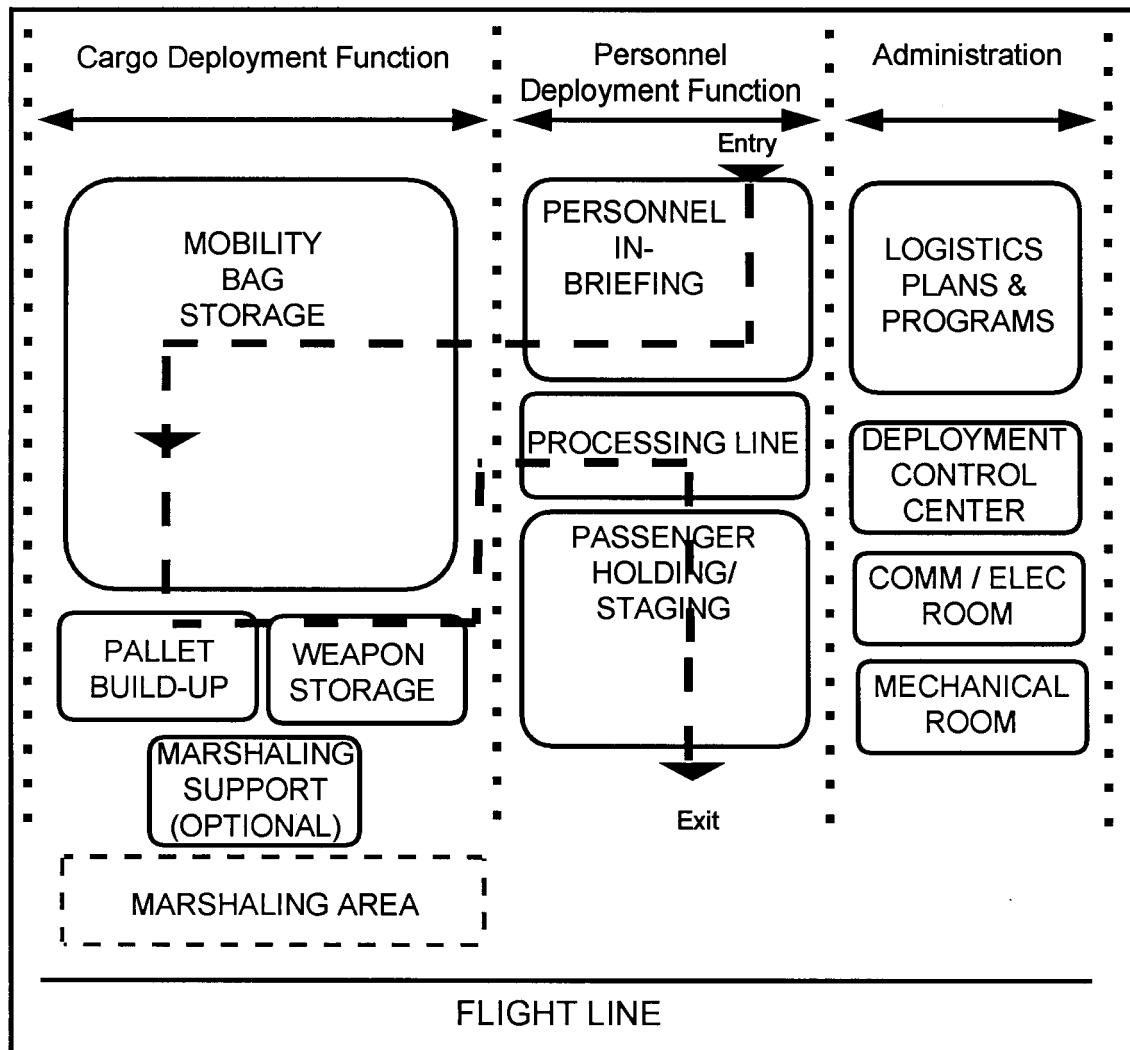 Cargo Deployment Function
Personnel
Deployment Function
Administration
Entry
MOBILITY
BAG
STORAGE
PERSONNEL
IN-
BRIEFING
LOGISTICS
PLANS &
PROGRAMS
PROCESSING LINE
DEPLOYMENT
CONTROL
CENTER
PASSENGER
HOLDING/
STAGING
COMM / ELEC
ROOM
PALLET
BUILD-UP
WEAPON
STORAGE
MECHANICAL
ROOM
MARSHALING
SUPPORT
(OPTIONAL)
Exit
MARSHALING AREA
FLIGHT LINE